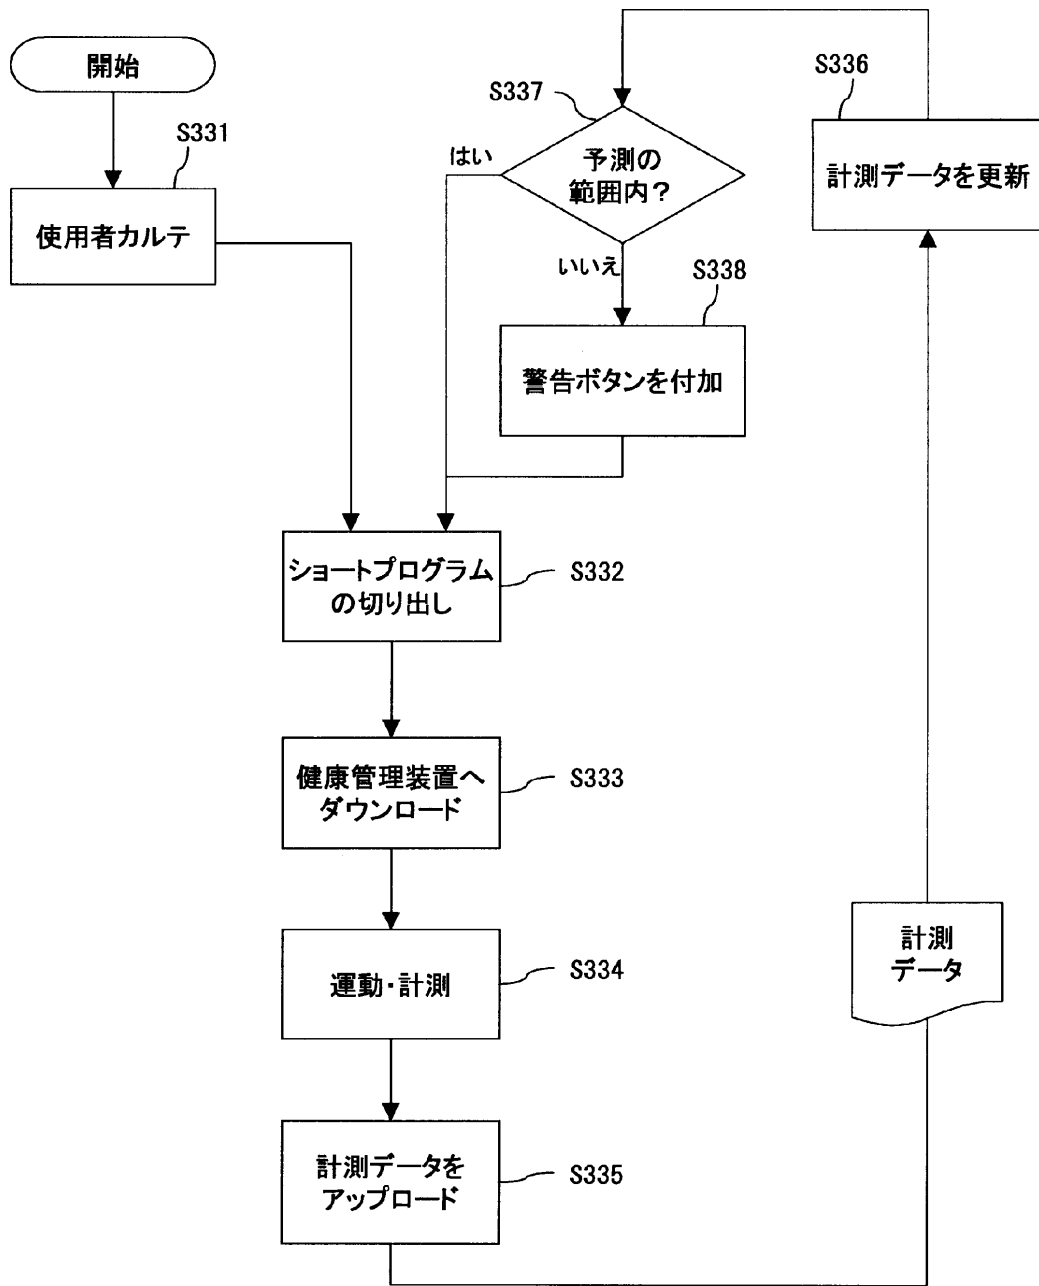 開始
S331
使用者カルテ
S336
計測データを更新
S337
予測の
範囲内?
はい
いいえ
S338
警告ボタンを付加
ショートプログラム
の切り出し
S332
健康管理装置へ
ダウンロード
S333
運動・計測
S334
計測データを
アップロード
S335
計測
データ